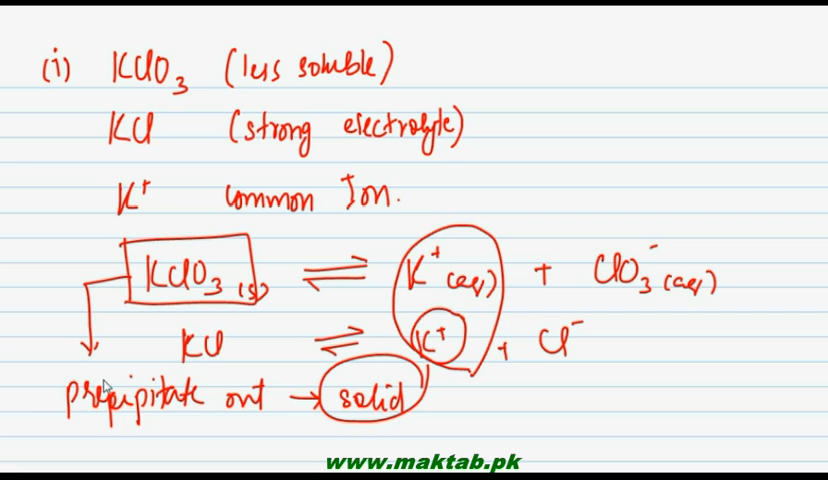 (i) KClO₃ (less soluble)
KCl (strong electrolyte)
K⁺ common Ion.
KClO₃ (s) ⇌ K⁺ (aq) + ClO₃⁻ (aq)
KCl ⇌ K⁺ + Cl⁻
precipitate out → solid
www.maktab.pk